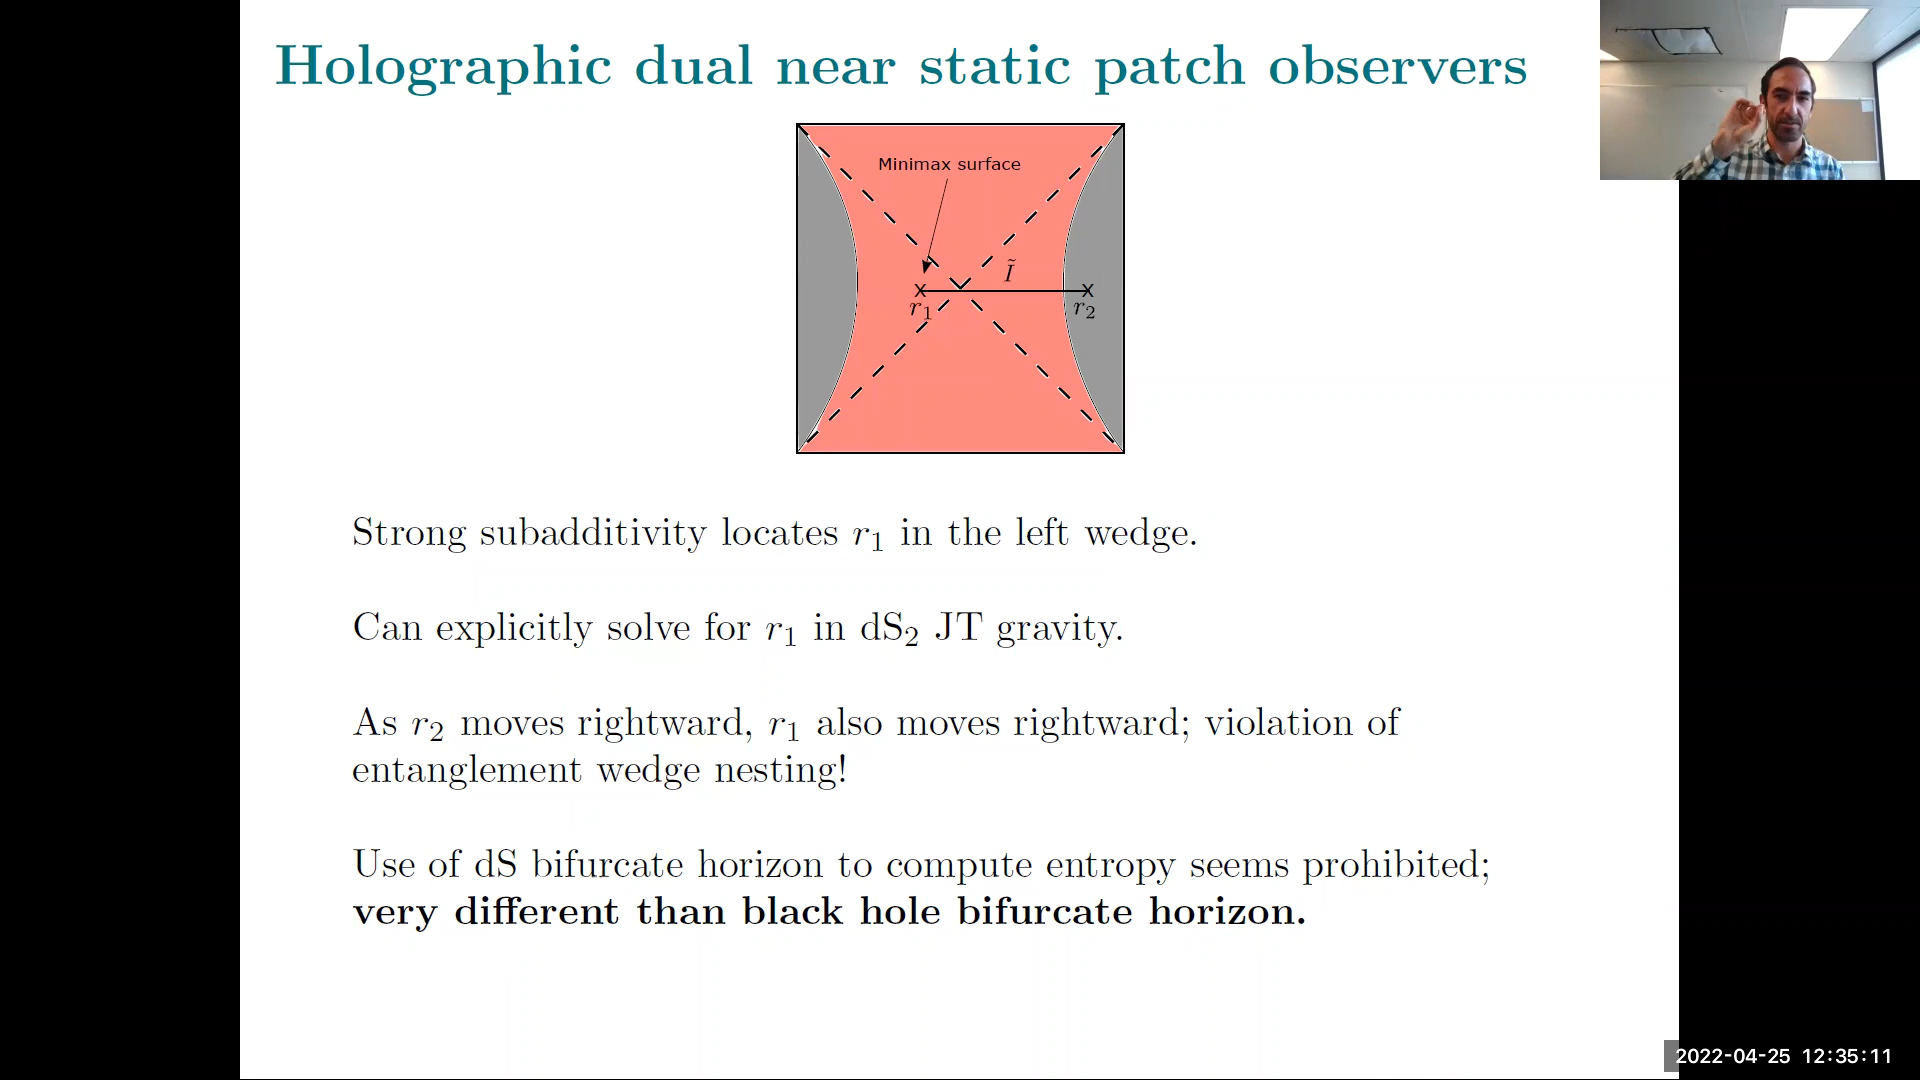 Holographic dual near static patch observers
Minimax surface
Ĩ
x x
r₁ r₂
Strong subadditivity locates r₁ in the left wedge.
Can explicitly solve for r₁ in dS₂ JT gravity.
As r₂ moves rightward, r₁ also moves rightward; violation of
entanglement wedge nesting!
Use of dS bifurcate horizon to compute entropy seems prohibited;
very different than black hole bifurcate horizon.
2022-04-25 12:35:11